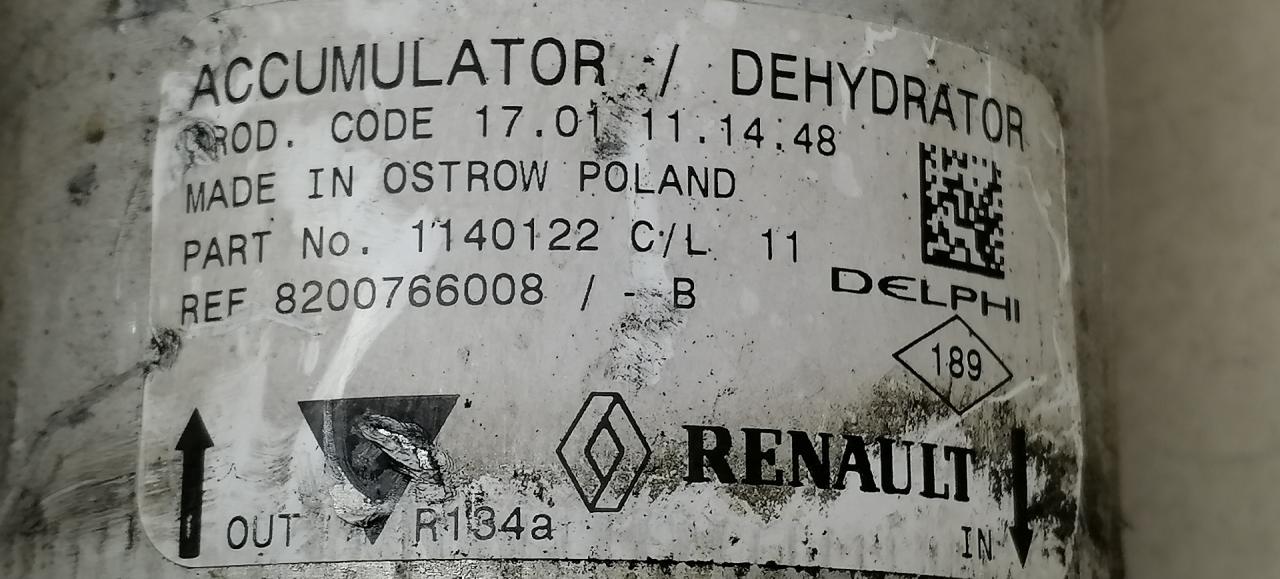 ACCUMULATOR / DEHYDRATOR
PROD. CODE 17.01 11.14.48
MADE IN OSTROW POLAND
PART No. 1140122 C/L 11
REF 8200766008 / - B
DELPHI
189
RENAULT
OUT R134a IN